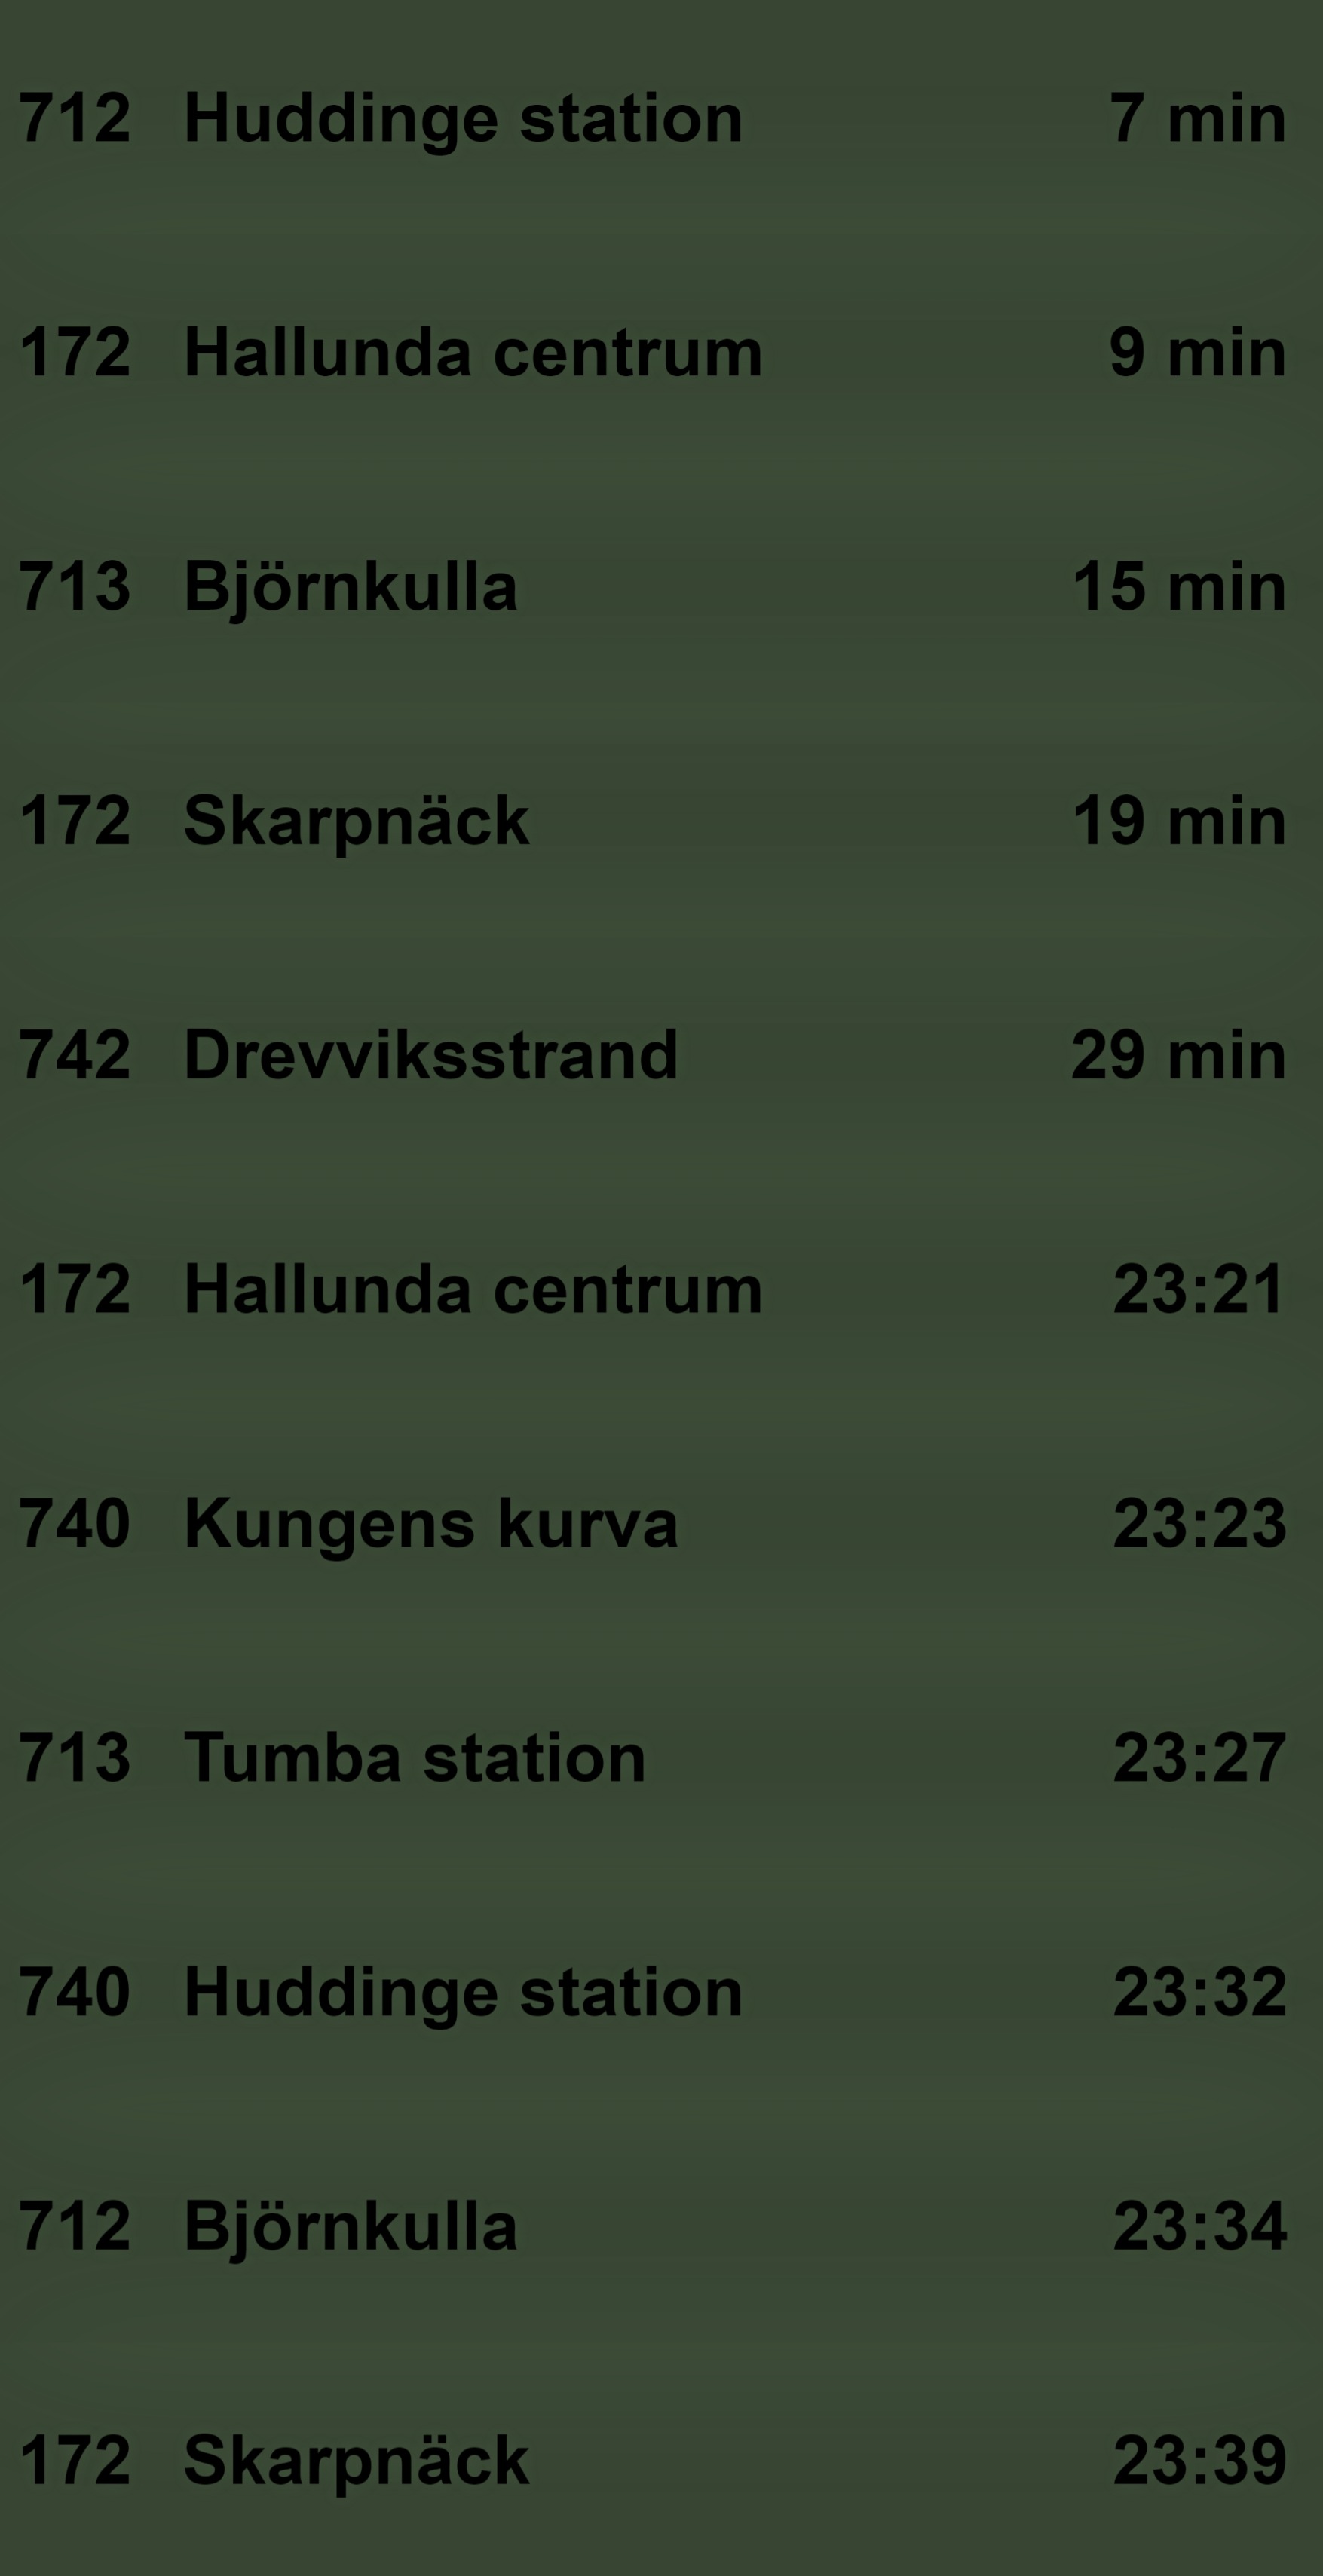 712 Huddinge station 7 min
172 Hallunda centrum 9 min
713 Björnkulla 15 min
172 Skarpnäck 19 min
742 Drevviksstrand 29 min
172 Hallunda centrum 23:21
740 Kungens kurva 23:23
713 Tumba station 23:27
740 Huddinge station 23:32
712 Björnkulla 23:34
172 Skarpnäck 23:39